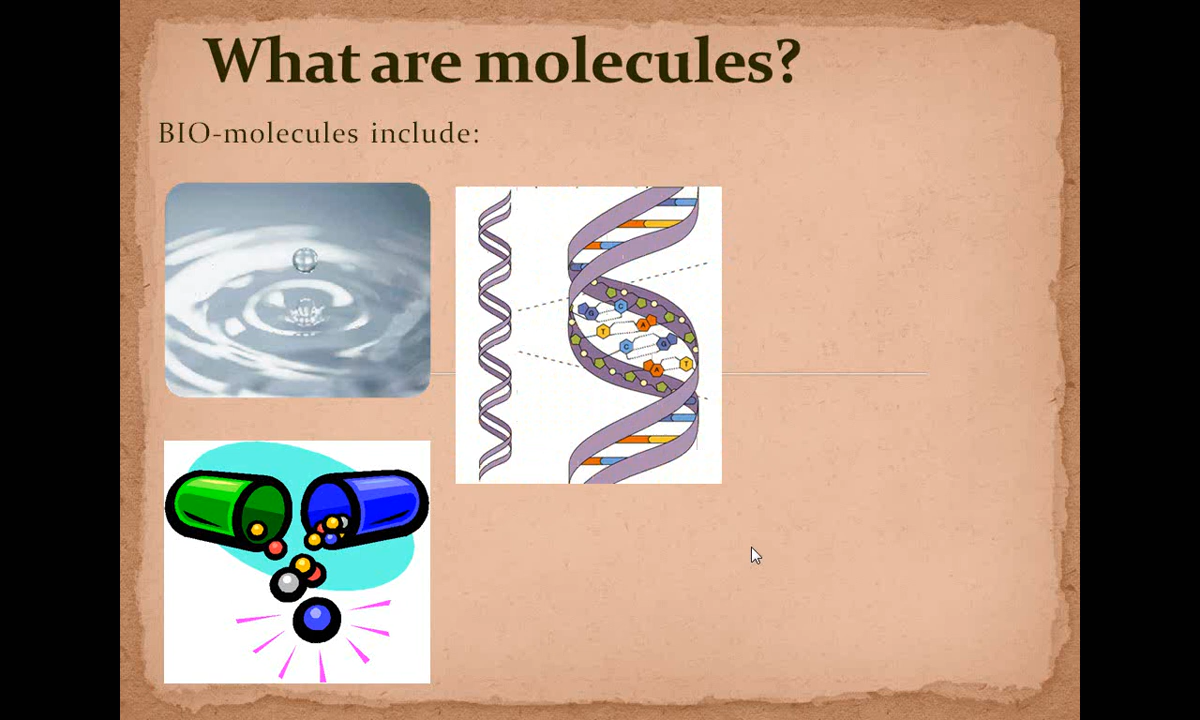 What are molecules?
BIO-molecules include:
G C
T A
C G
A T